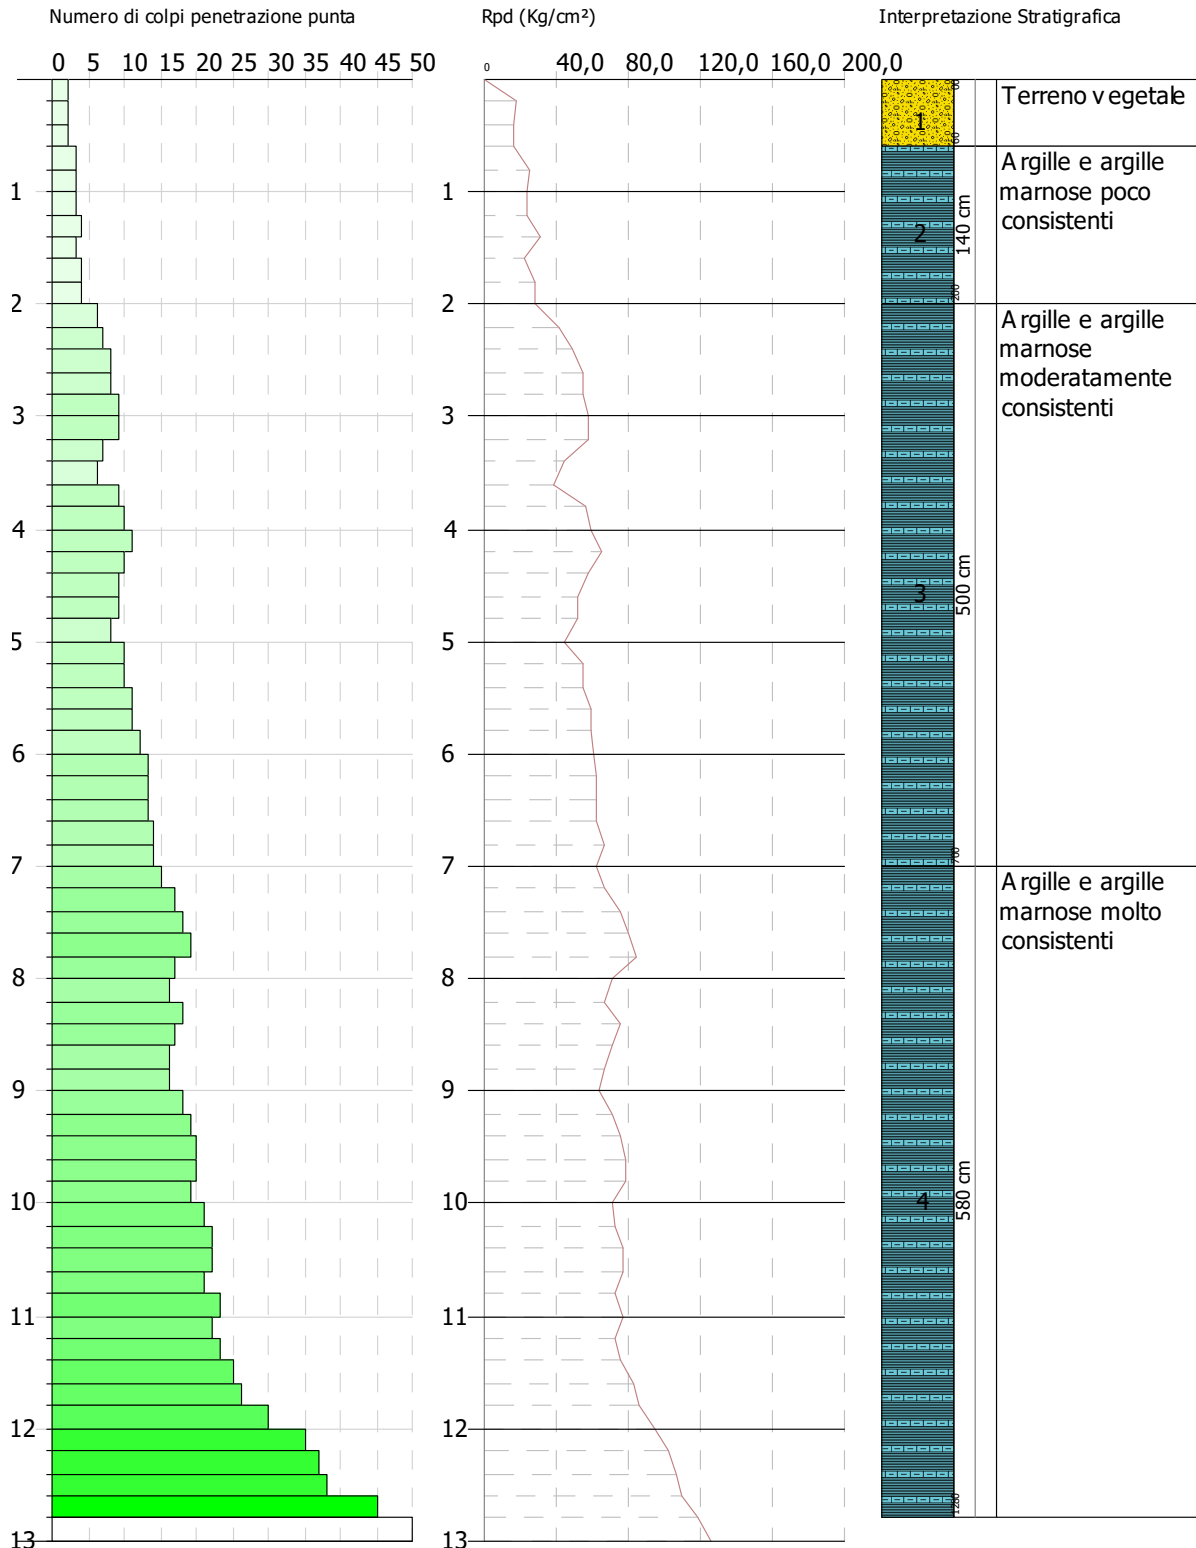 Numero di colpi penetrazione punta
Rpd (Kg/cm²)
Interpretazione Stratigrafica
0 5 10 15 20 25 30 35 40 45 50
0 40,0 80,0 120,0 160,0 200,0
1
2
3
4
5
6
7
8
9
10
11
12
13
1
2
3
4
5
6
7
8
9
10
11
12
13
1
60
Terreno vegetale
2
140 cm
200
Argille e argille
marnose poco
consistenti
3
500 cm
700
Argille e argille
marnose
moderatamente
consistenti
4
580 cm
1280
Argille e argille
marnose molto
consistenti